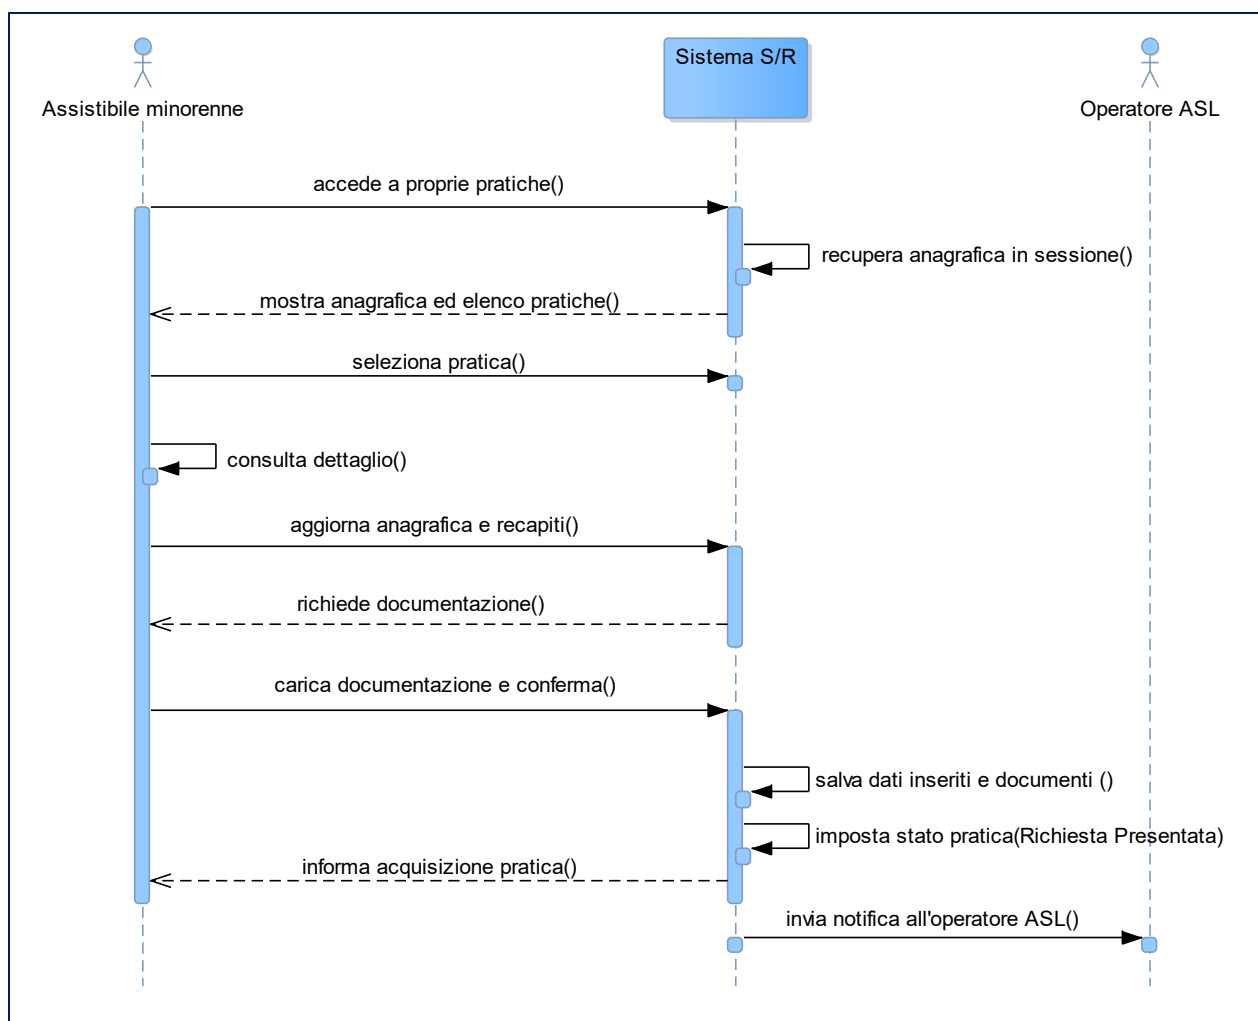 Assistibile minorenne
Sistema S/R
Operatore ASL
accede a proprie pratiche()
recupera anagrafica in sessione()
mostra anagrafica ed elenco pratiche()
seleziona pratica()
consulta dettaglio()
aggiorna anagrafica e recapiti()
richiede documentazione()
carica documentazione e conferma()
salva dati inseriti e documenti ()
imposta stato pratica(Richiesta Presentata)
informa acquisizione pratica()
invia notifica all'operatore ASL()